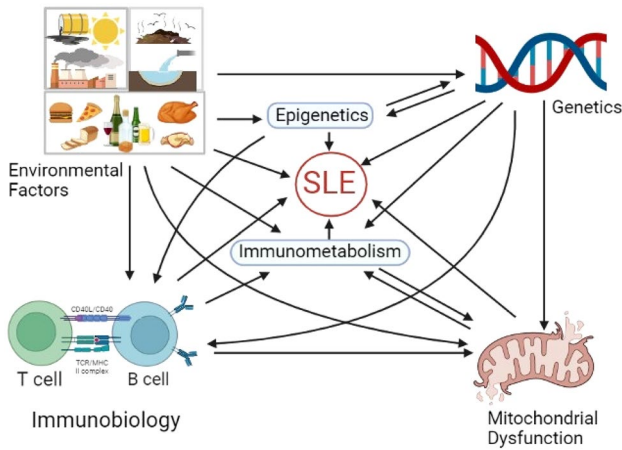 Epigenetics
Genetics
Environmental
Factors
SLE
Immunometabolism
CD40L/CD40
TCR/MHC
II complex
T cell
B cell
Immunobiology
Mitochondrial
Dysfunction